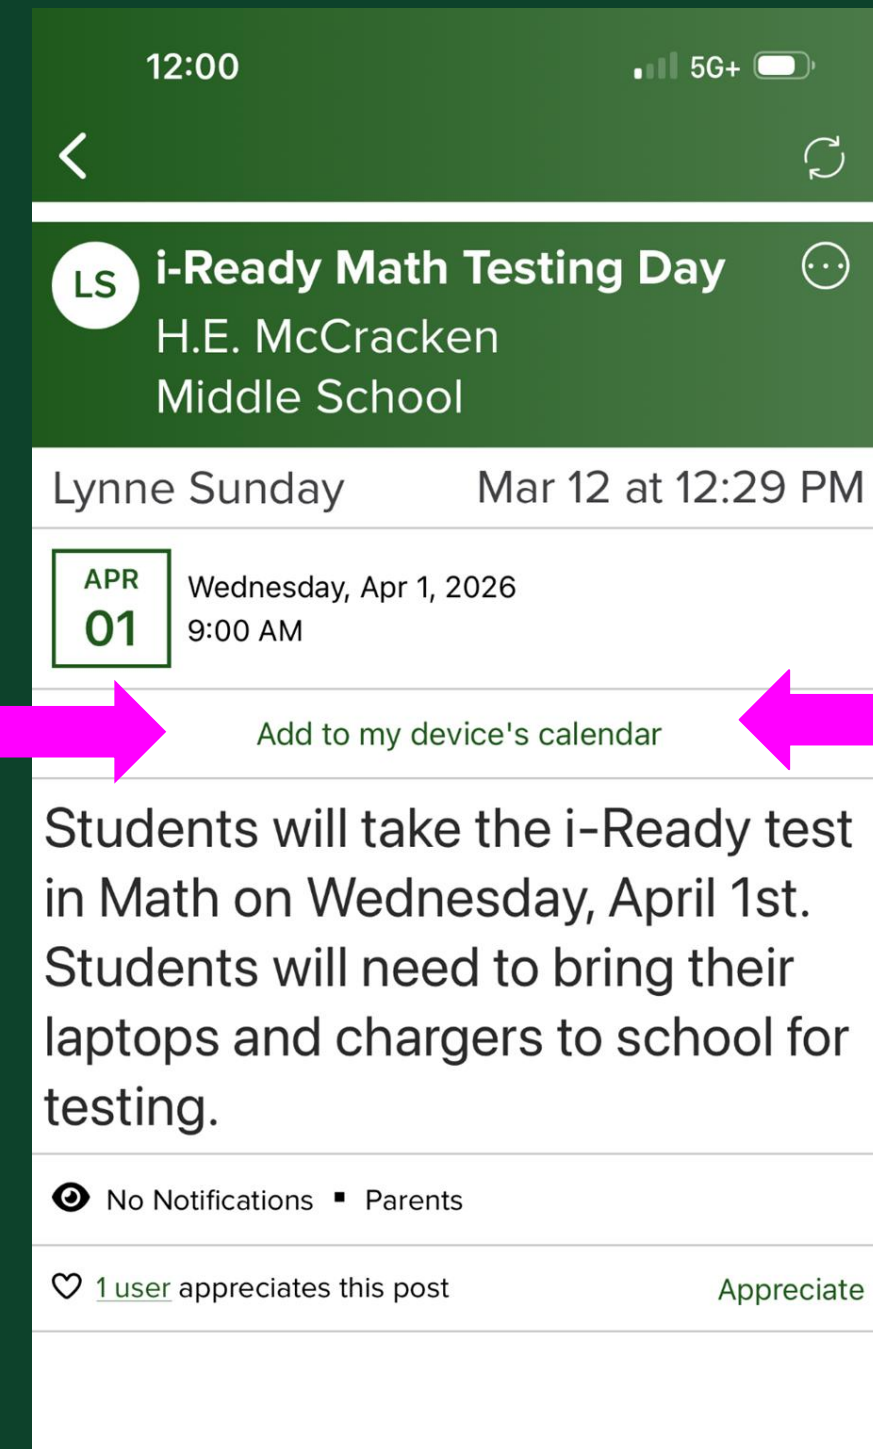 12:00 5G+
LS i-Ready Math Testing Day
H.E. McCracken
Middle School
Lynne Sunday Mar 12 at 12:29 PM
APR
01
Wednesday, Apr 1, 2026
9:00 AM
Add to my device's calendar
Students will take the i-Ready test
in Math on Wednesday, April 1st.
Students will need to bring their
laptops and chargers to school for
testing.
No Notifications ▪ Parents
1 user appreciates this post Appreciate